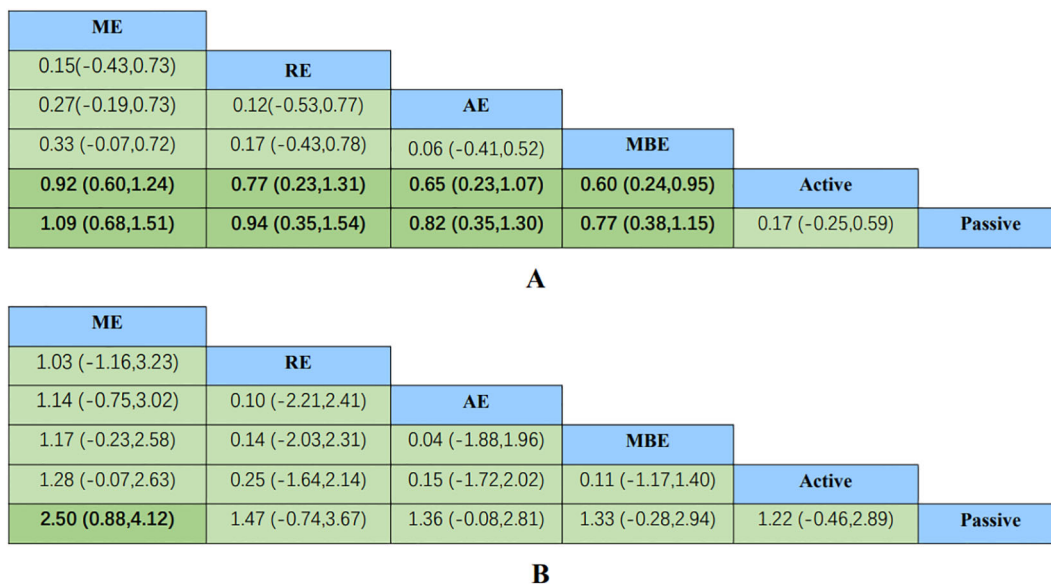 ME
0.15(−0.43,0.73) RE
0.27(−0.19,0.73) 0.12(−0.53,0.77) AE
0.33 (−0.07,0.72) 0.17 (−0.43,0.78) 0.06 (−0.41,0.52) MBE
0.92 (0.60,1.24) 0.77 (0.23,1.31) 0.65 (0.23,1.07) 0.60 (0.24,0.95) Active
1.09 (0.68,1.51) 0.94 (0.35,1.54) 0.82 (0.35,1.30) 0.77 (0.38,1.15) 0.17 (−0.25,0.59) Passive
A
ME
1.03 (−1.16,3.23) RE
1.14 (−0.75,3.02) 0.10 (−2.21,2.41) AE
1.17 (−0.23,2.58) 0.14 (−2.03,2.31) 0.04 (−1.88,1.96) MBE
1.28 (−0.07,2.63) 0.25 (−1.64,2.14) 0.15 (−1.72,2.02) 0.11 (−1.17,1.40) Active
2.50 (0.88,4.12) 1.47 (−0.74,3.67) 1.36 (−0.08,2.81) 1.33 (−0.28,2.94) 1.22 (−0.46,2.89) Passive
B